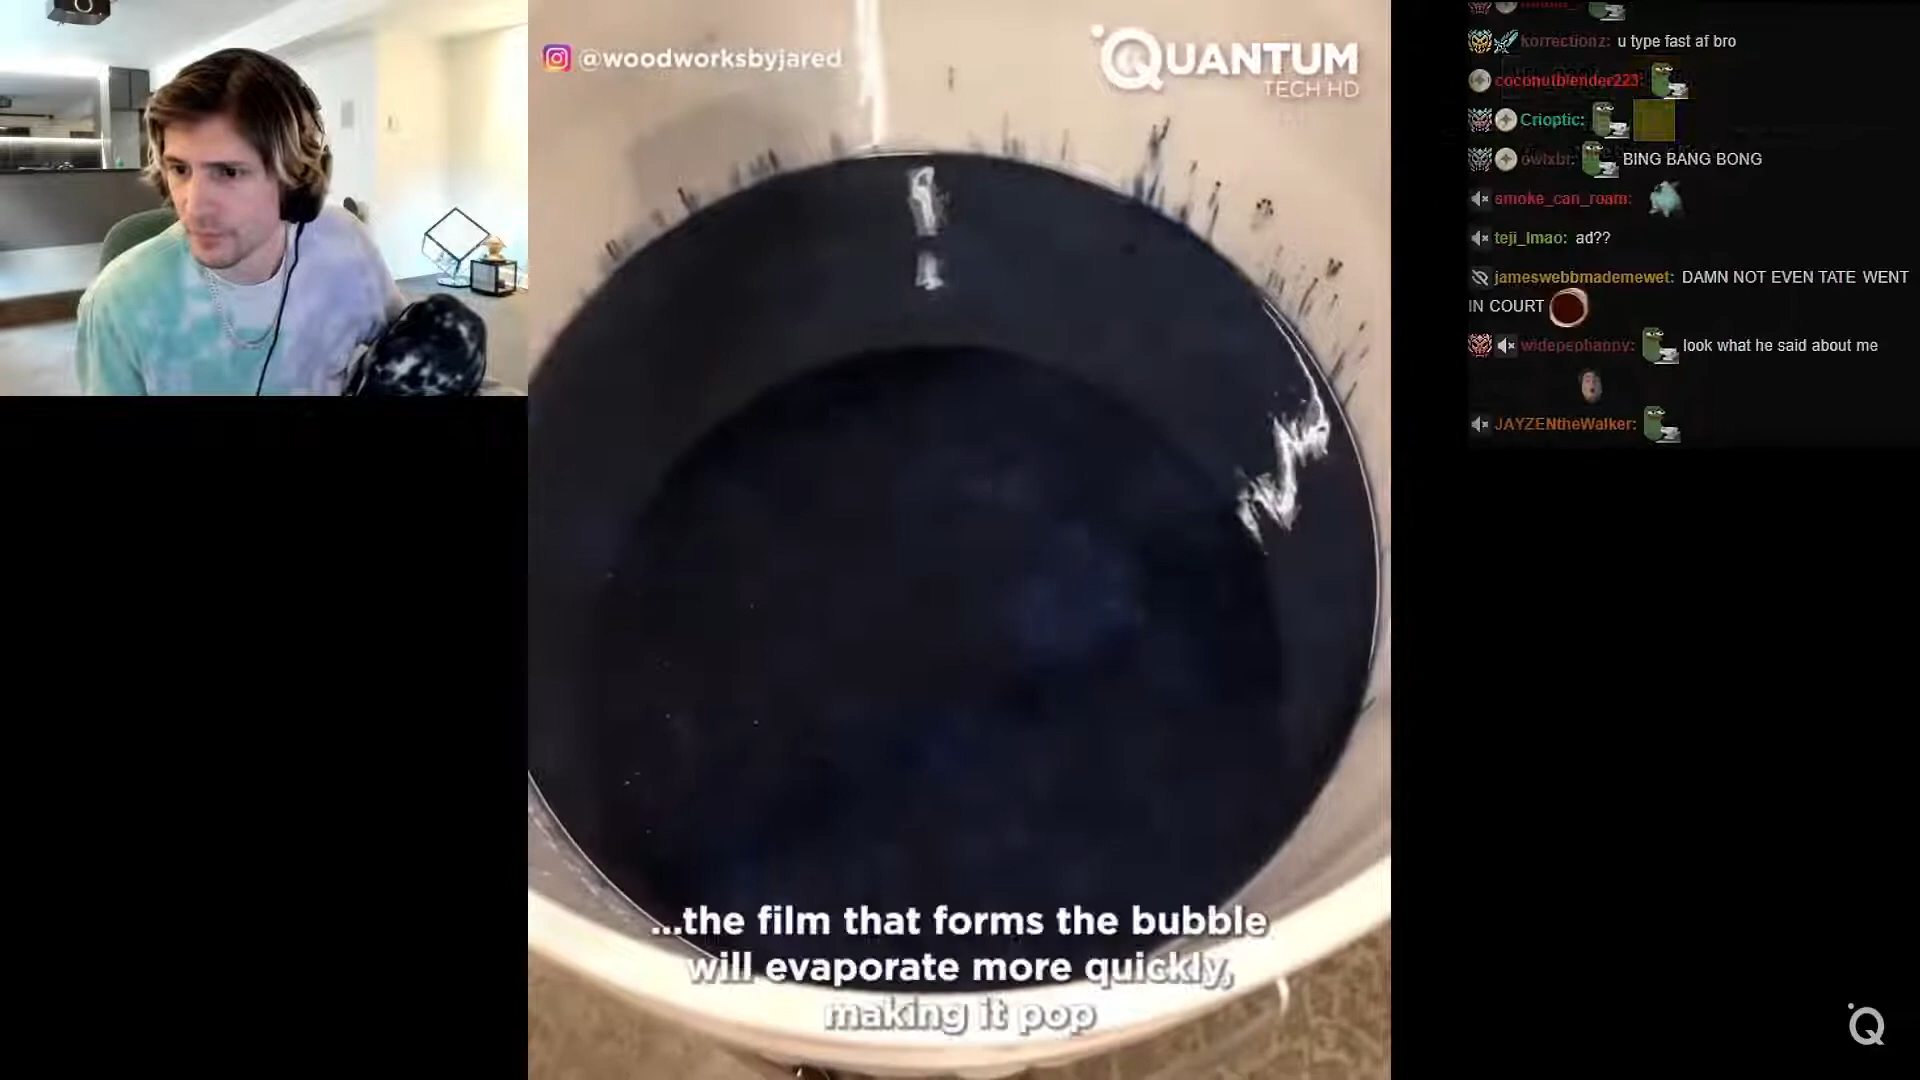 @woodworksbyjared
QUANTUM
TECH HD
...the film that forms the bubble
will evaporate more quickly,
making it pop
korrectionz: u type fast af bro
coconutblender223:
Crioptic:
BING BANG BONG
smoke_can_roam:
teji_lmao: ad??
jameswebbmademewet: DAMN NOT EVEN TATE WENT
IN COURT
widepephappy: look what he said about me
JAYZENtheWalker:
Q